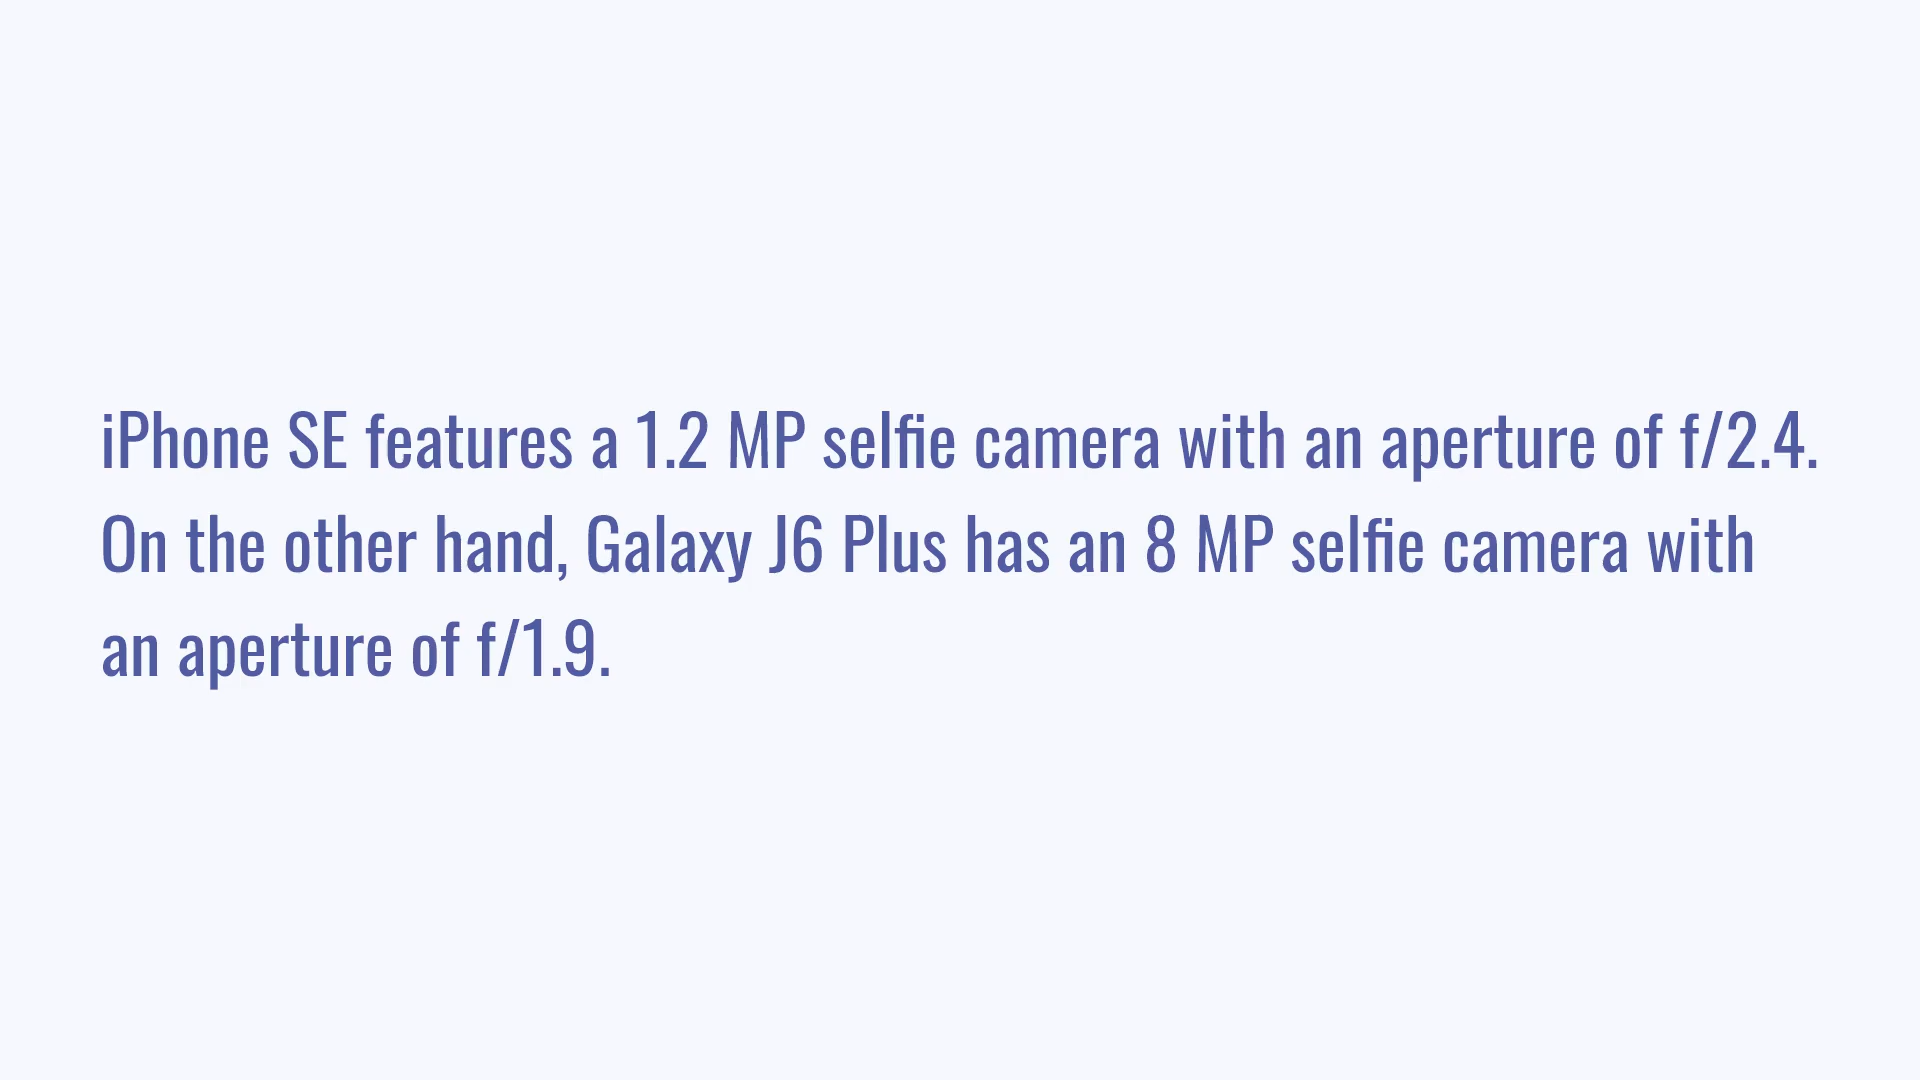 iPhone SE features a 1.2 MP selfie camera with an aperture of f/2.4.
On the other hand, Galaxy J6 Plus has an 8 MP selfie camera with
an aperture of f/1.9.